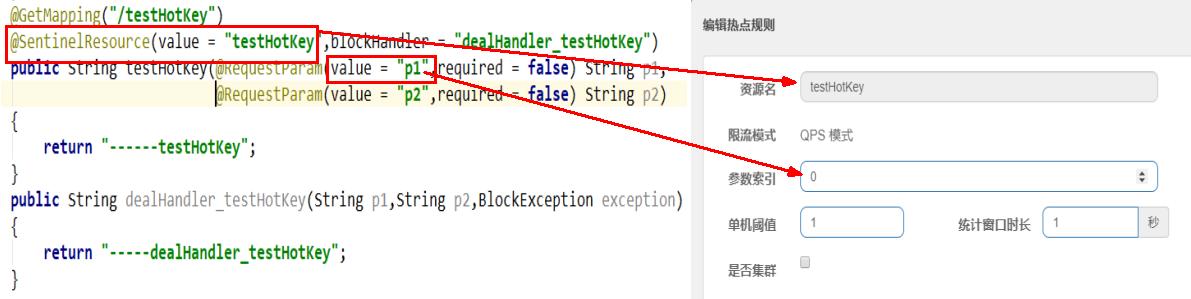 @GetMapping("/testHotKey")
@SentinelResource(value = "testHotKey",blockHandler = "dealHandler_testHotKey")
public String testHotKey(@RequestParam(value = "p1",required = false) String p1,
@RequestParam(value = "p2",required = false) String p2)
{
return "------testHotKey";
}
public String dealHandler_testHotKey(String p1,String p2,BlockException exception)
{
return "-----dealHandler_testHotKey";
}
编辑热点规则
资源名 testHotKey
限流模式 QPS 模式
参数索引 0
单机阈值 1 统计窗口时长 1 秒
是否集群